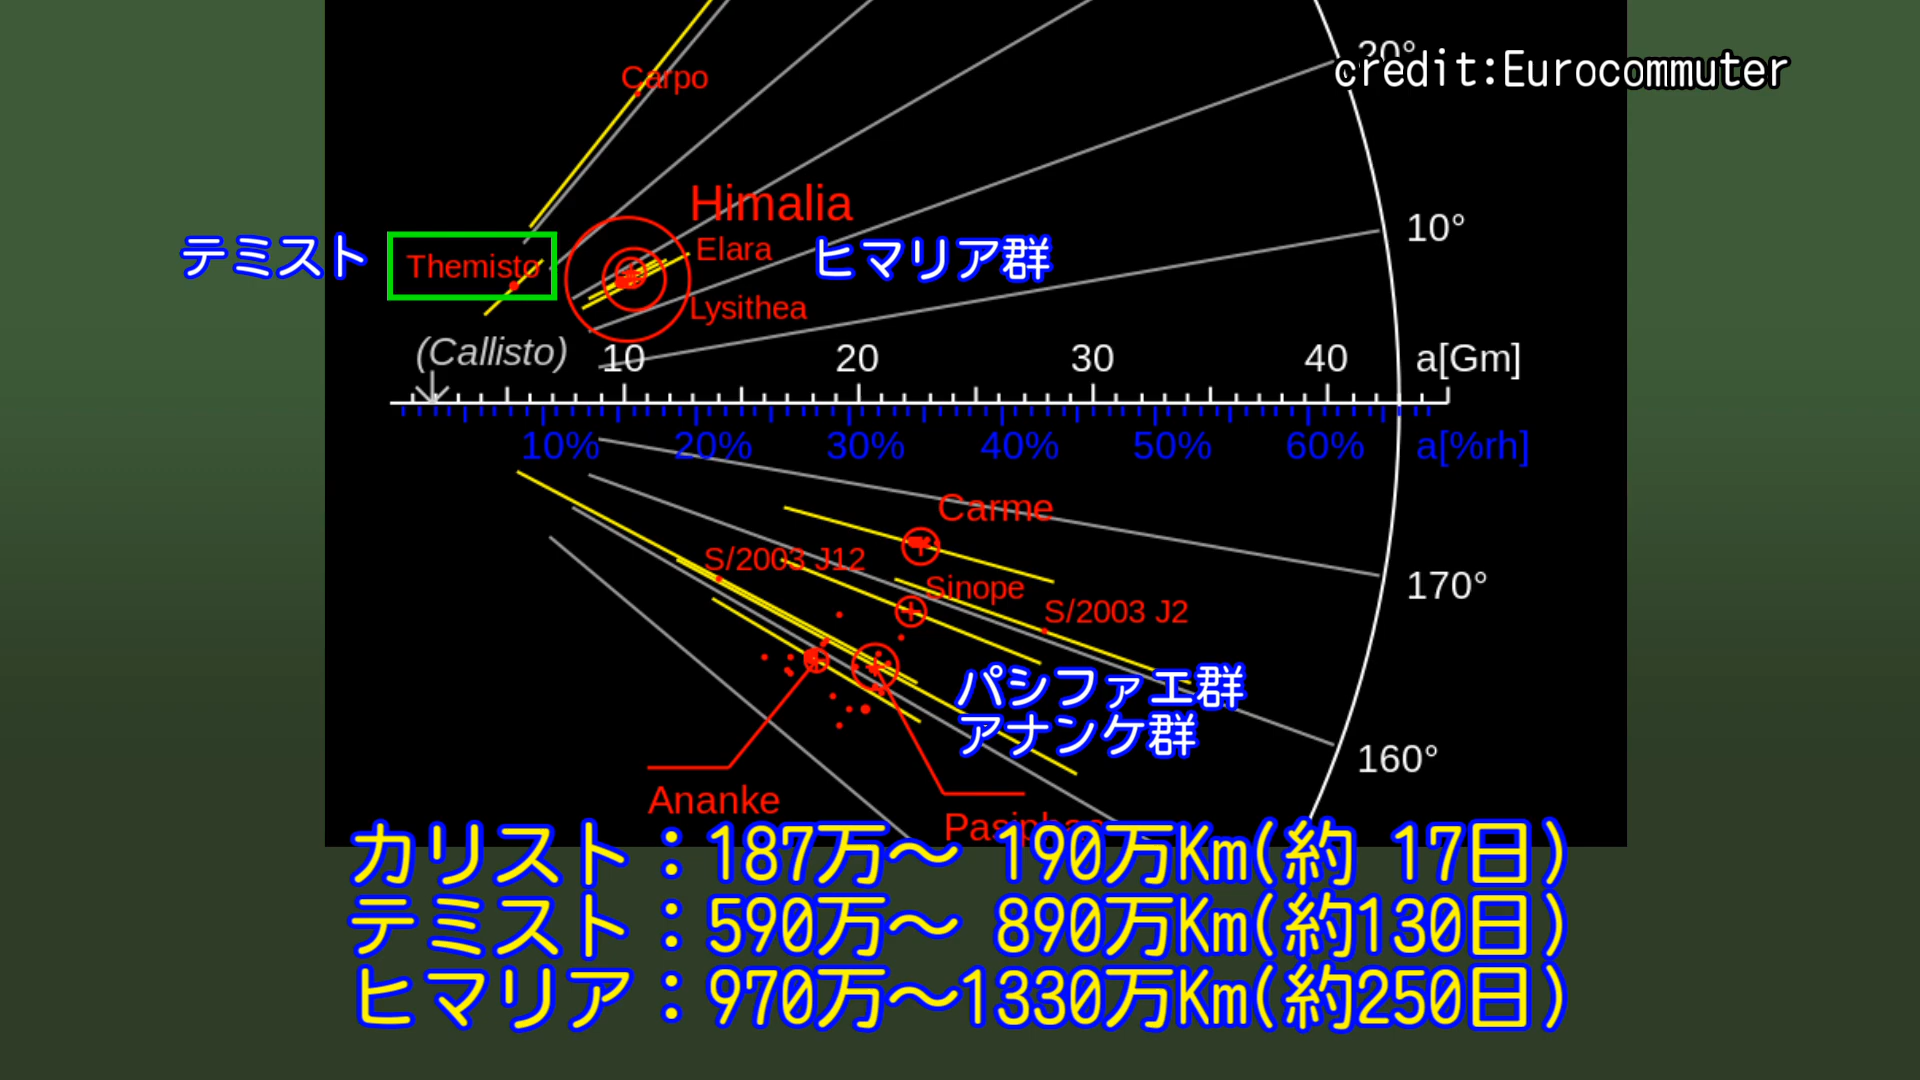 20°
credit:Eurocommuter
Carpo
Himalia
10°
Elara
テミスト
Themisto
ヒマリア群
Lysithea
(Callisto)
10 20 30 40 a[Gm]
10% 20% 30% 40% 50% 60% a[%rh]
Carme
S/2003 J12
Sinope
170°
S/2003 J2
パシファエ群
アナンケ群
160°
Ananke
Pasiphae
カリスト：187万～ 190万Km(約 17日)
テミスト：590万～ 890万Km(約130日)
ヒマリア：970万～1330万Km(約250日)